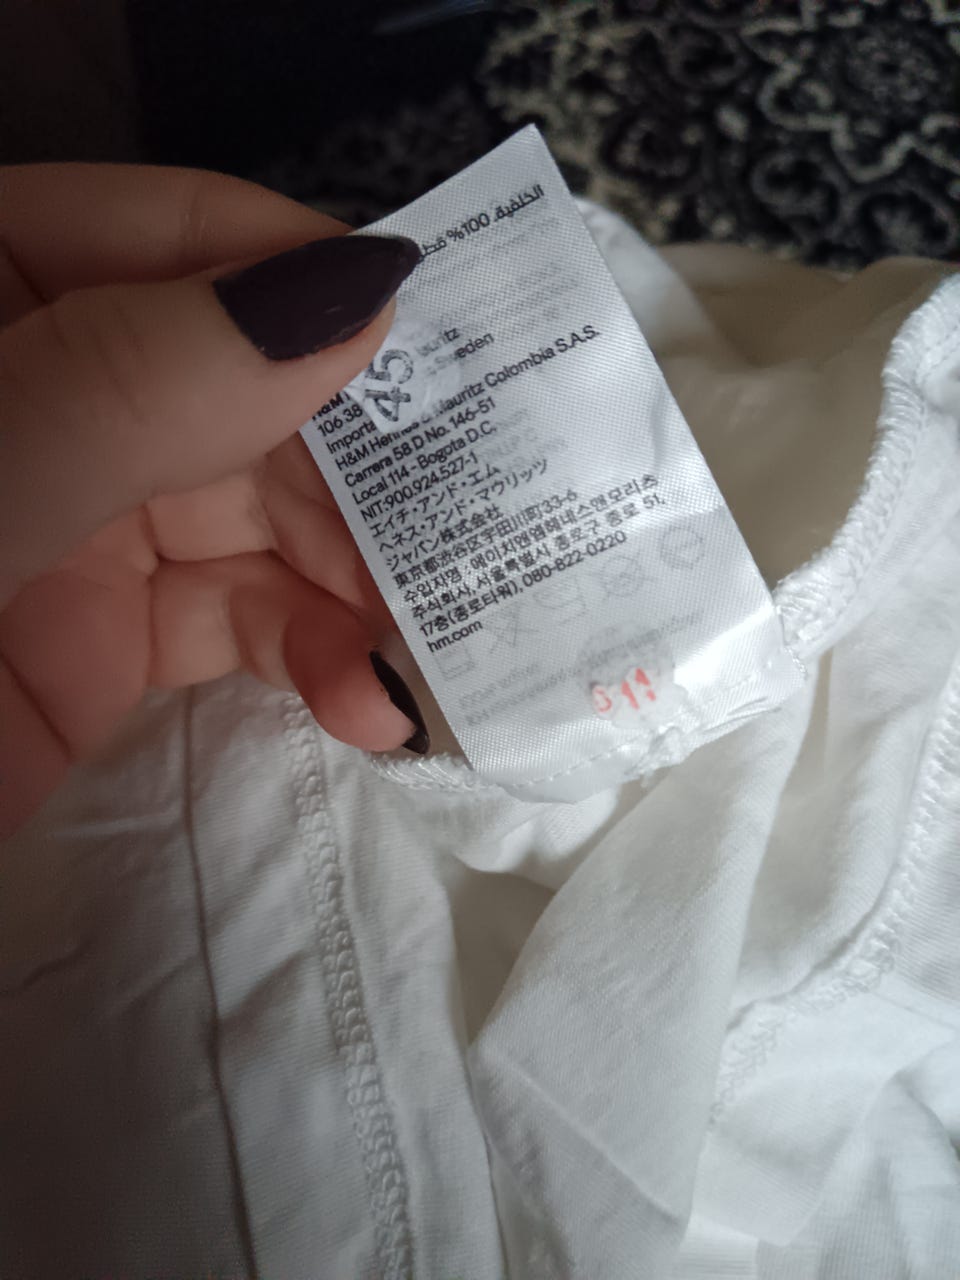 الخلفية. 100% قطن
auritz
Sweden
45
H&M
106 38
Importa
H&M Hennes & Mauritz Colombia S.A.S.
Carrera 58 D No. 146-51
Local 114 - Bogota D.C.
NIT:900.924.527-1
エイチ・アンド・エム
ヘネス・アンド・マウリッツ
ジャパン株式会社
東京都渋谷区宇田川町33-6
수입자명, 에이치앤엠헤네스앤모리츠
주식회사, 서울특별시 종로구 종로 51,
17층(종로타워), 080-822-0220
hm.com